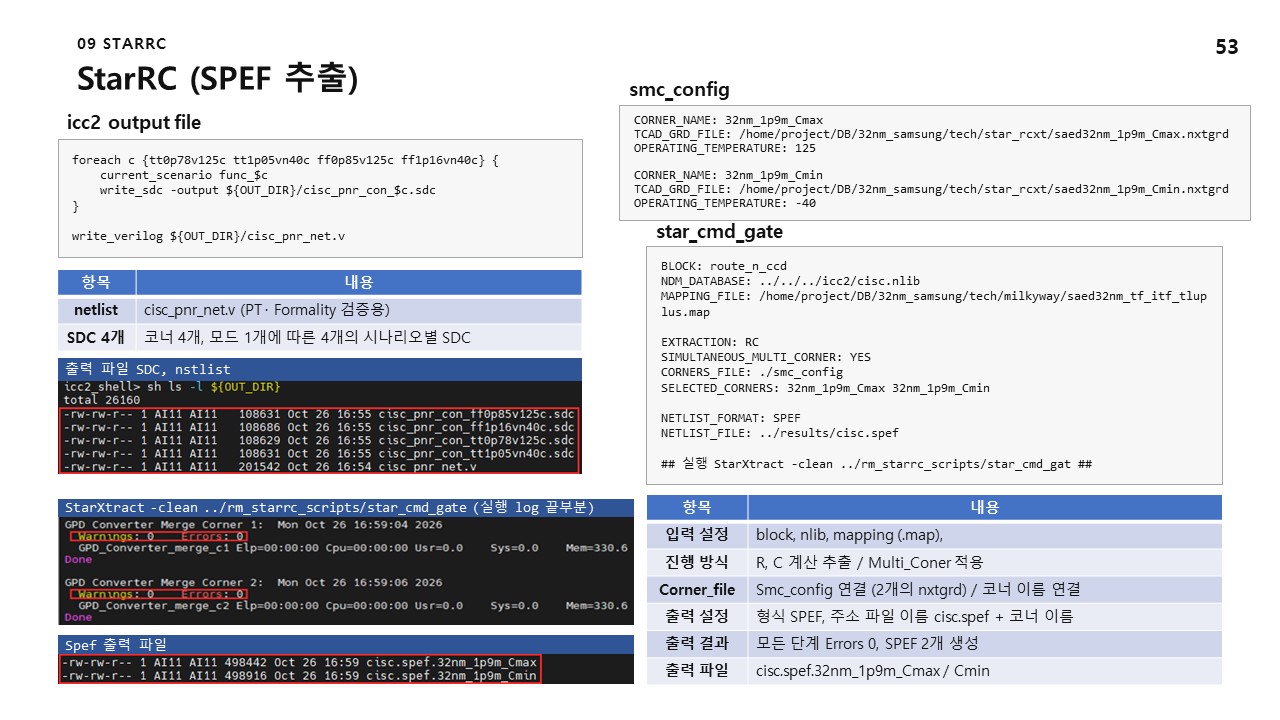 09 STARRC
53
StarRC (SPEF 추출)
icc2 output file
foreach c {tt0p78v125c tt1p05vn40c ff0p85v125c ff1p16vn40c} {
current_scenario func_$c
write_sdc -output ${OUT_DIR}/cisc_pnr_con_$c.sdc
}
write_verilog ${OUT_DIR}/cisc_pnr_net.v
항목 내용
netlist cisc_pnr_net.v (PT · Formality 검증용)
SDC 4개 코너 4개, 모드 1개에 따른 4개의 시나리오별 SDC
출력 파일 SDC, nstlist
icc2_shell> sh ls -l ${OUT_DIR}
total 26160
-rw-rw-r-- 1 AI11 AI11 108631 Oct 26 16:55 cisc_pnr_con_ff0p85v125c.sdc
-rw-rw-r-- 1 AI11 AI11 108686 Oct 26 16:55 cisc_pnr_con_ff1p16vn40c.sdc
-rw-rw-r-- 1 AI11 AI11 108629 Oct 26 16:55 cisc_pnr_con_tt0p78v125c.sdc
-rw-rw-r-- 1 AI11 AI11 108631 Oct 26 16:55 cisc_pnr_con_tt1p05vn40c.sdc
-rw-rw-r-- 1 AI11 AI11 201542 Oct 26 16:54 cisc_pnr_net.v
StarXtract -clean ../rm_starrc_scripts/star_cmd_gate (실행 log 끝부분)
GPD Converter Merge Corner 1: Mon Oct 26 16:59:04 2026
Warnings: 0 Errors: 0
GPD_Converter_merge_c1 Elp=00:00:00 Cpu=00:00:00 Usr=0.0 Sys=0.0 Mem=330.6
Done
GPD Converter Merge Corner 2: Mon Oct 26 16:59:06 2026
Warnings: 0 Errors: 0
GPD_Converter_merge_c2 Elp=00:00:00 Cpu=00:00:00 Usr=0.0 Sys=0.0 Mem=330.6
Done
Spef 출력 파일
-rw-rw-r-- 1 AI11 AI11 498442 Oct 26 16:59 cisc.spef.32nm_1p9m_Cmax
-rw-rw-r-- 1 AI11 AI11 498916 Oct 26 16:59 cisc.spef.32nm_1p9m_Cmin
smc_config
CORNER_NAME: 32nm_1p9m_Cmax
TCAD_GRD_FILE: /home/project/DB/32nm_samsung/tech/star_rcxt/saed32nm_1p9m_Cmax.nxtgrd
OPERATING_TEMPERATURE: 125
CORNER_NAME: 32nm_1p9m_Cmin
TCAD_GRD_FILE: /home/project/DB/32nm_samsung/tech/star_rcxt/saed32nm_1p9m_Cmin.nxtgrd
OPERATING_TEMPERATURE: -40
star_cmd_gate
BLOCK: route_n_ccd
NDM_DATABASE: ../../../icc2/cisc.nlib
MAPPING_FILE: /home/project/DB/32nm_samsung/tech/milkyway/saed32nm_tf_itf_tlup
lus.map
EXTRACTION: RC
SIMULTANEOUS_MULTI_CORNER: YES
CORNERS_FILE: ./smc_config
SELECTED_CORNERS: 32nm_1p9m_Cmax 32nm_1p9m_Cmin
NETLIST_FORMAT: SPEF
NETLIST_FILE: ../results/cisc.spef
## 실행 StarXtract -clean ../rm_starrc_scripts/star_cmd_gat ##
항목 내용
입력 설정 block, nlib, mapping (.map),
진행 방식 R, C 계산 추출 / Multi_Coner 적용
Corner_file Smc_config 연결 (2개의 nxtgrd) / 코너 이름 연결
출력 설정 형식 SPEF, 주소 파일 이름 cisc.spef + 코너 이름
출력 결과 모든 단계 Errors 0, SPEF 2개 생성
출력 파일 cisc.spef.32nm_1p9m_Cmax / Cmin